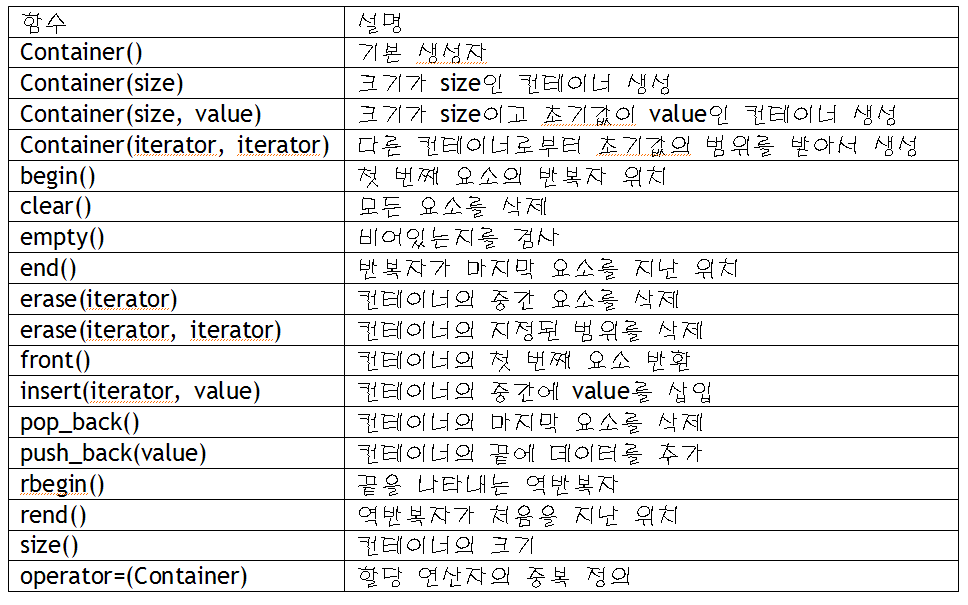 함수 설명
Container() 기본 생성자
Container(size) 크기가 size인 컨테이너 생성
Container(size, value) 크기가 size이고 초기값이 value인 컨테이너 생성
Container(iterator, iterator) 다른 컨테이너로부터 초기값의 범위를 받아서 생성
begin() 첫 번째 요소의 반복자 위치
clear() 모든 요소를 삭제
empty() 비어있는지를 검사
end() 반복자가 마지막 요소를 지난 위치
erase(iterator) 컨테이너의 중간 요소를 삭제
erase(iterator, iterator) 컨테이너의 지정된 범위를 삭제
front() 컨테이너의 첫 번째 요소 반환
insert(iterator, value) 컨테이너의 중간에 value를 삽입
pop_back() 컨테이너의 마지막 요소를 삭제
push_back(value) 컨테이너의 끝에 데이터를 추가
rbegin() 끝을 나타내는 역반복자
rend() 역반복자가 처음을 지난 위치
size() 컨테이너의 크기
operator=(Container) 할당 연산자의 중복 정의